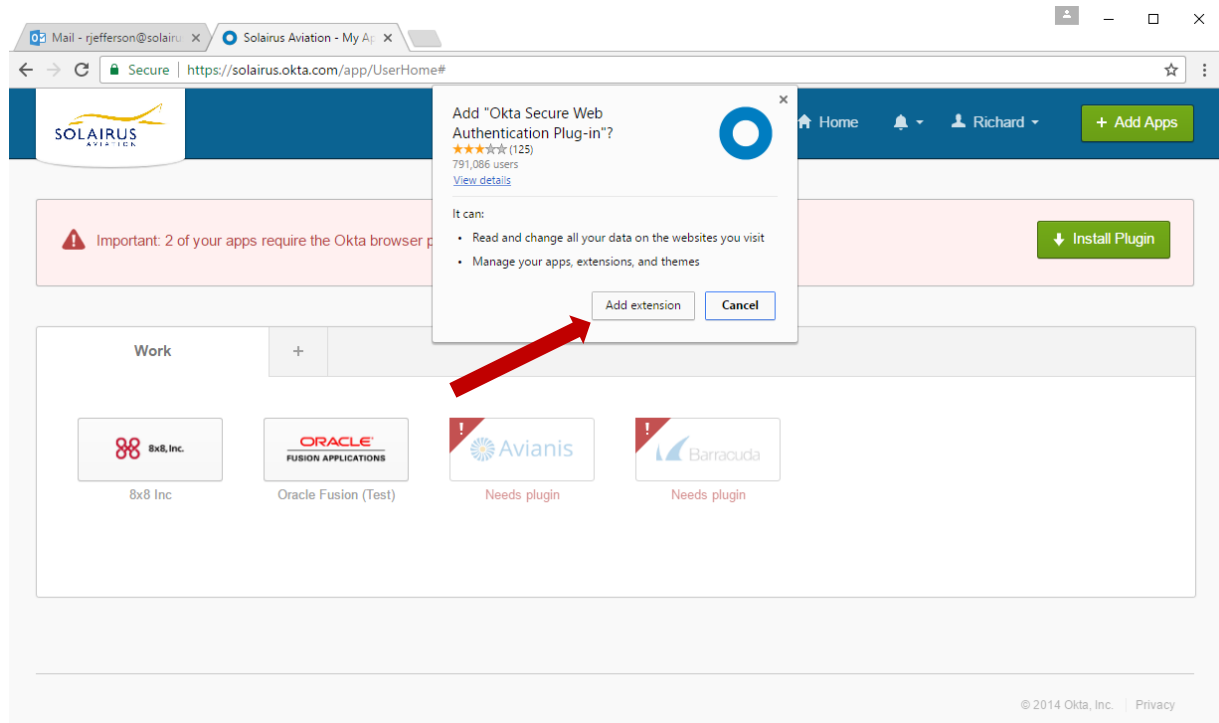 Mail - rjefferson@solairu
Solairus Aviation - My Ap
Secure | https://solairus.okta.com/app/UserHome#
SOLAIRUS
AVIATION
Home
Richard
+ Add Apps
Add "Okta Secure Web
Authentication Plug-in"?
(125)
791,086 users
View details
It can:
• Read and change all your data on the websites you visit
• Manage your apps, extensions, and themes
Add extension
Cancel
Important: 2 of your apps require the Okta browser p
Install Plugin
Work
+
8x8, Inc.
ORACLE
FUSION APPLICATIONS
! Avianis
! Barracuda
8x8 Inc
Oracle Fusion (Test)
Needs plugin
Needs plugin
© 2014 Okta, Inc. | Privacy